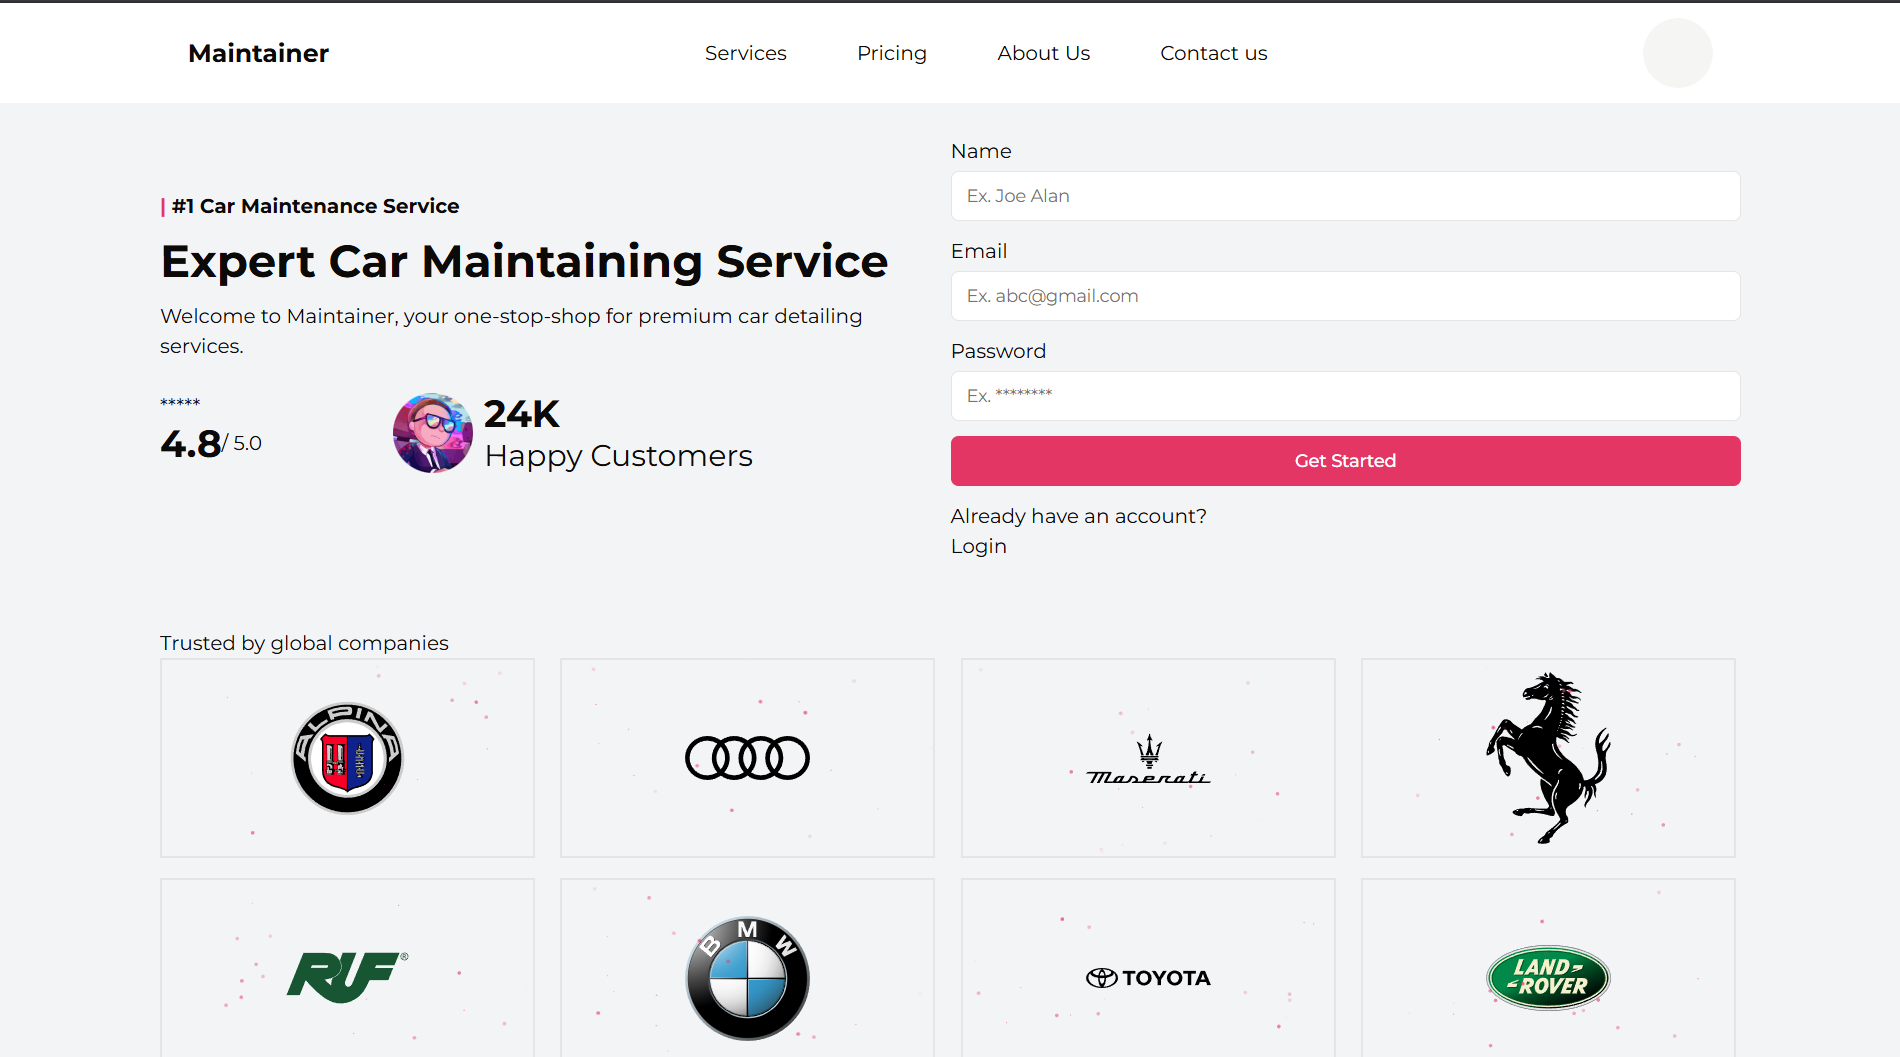 Maintainer
Services
Pricing
About Us
Contact us
| #1 Car Maintenance Service
Expert Car Maintaining Service
Welcome to Maintainer, your one-stop-shop for premium car detailing
services.
*****
4.8/ 5.0
24K
Happy Customers
Name
Ex. Joe Alan
Email
Ex. abc@gmail.com
Password
Ex. ********
Get Started
Already have an account?
Login
Trusted by global companies
ALPINA
Maserati
RUF®
BMW
TOYOTA
LAND
ROVER